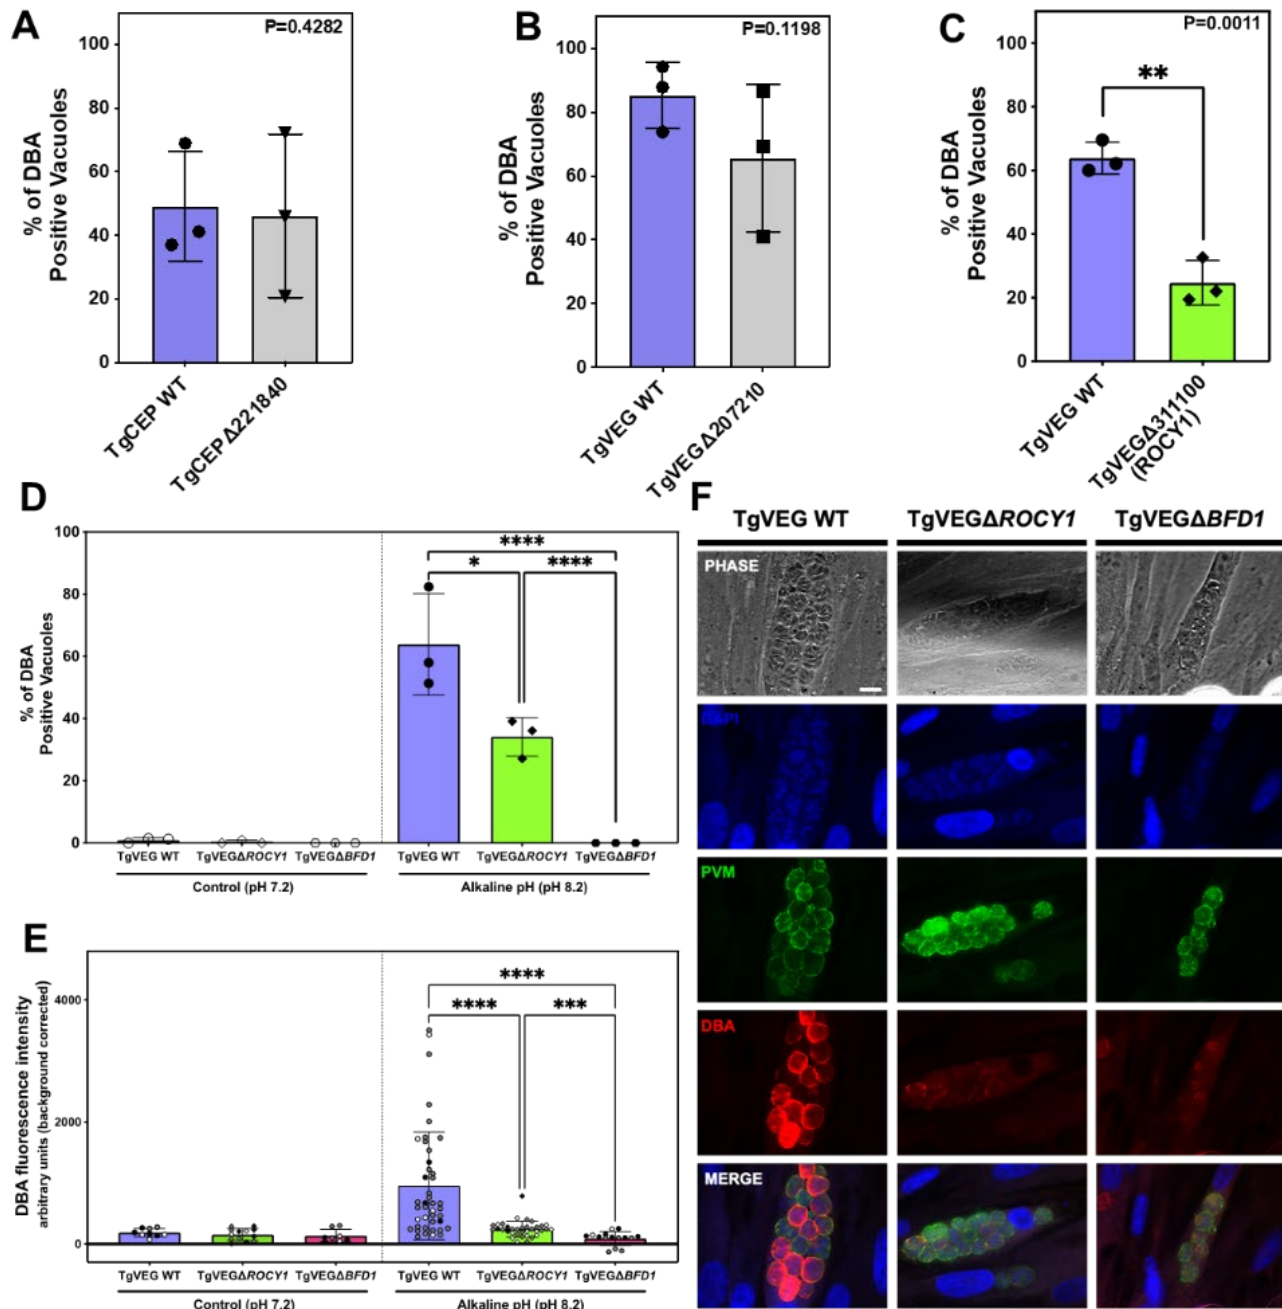 A
P=0.4282
100
80
60
40
20
0
% of DBA
Positive Vacuoles
TgCEP WT
TgCEPΔ221840
B
P=0.1198
100
80
60
40
20
0
% of DBA
Positive Vacuoles
TgVEG WT
TgVEGΔ207210
C
P=0.0011
**
100
80
60
40
20
0
% of DBA
Positive Vacuoles
TgVEG WT
TgVEGΔ311100
(ROCY1)
D
100
80
60
40
20
0
% of DBA
Positive Vacuoles
****
* ****
TgVEG WT TgVEGΔROCY1 TgVEGΔBFD1 TgVEG WT TgVEGΔROCY1 TgVEGΔBFD1
Control (pH 7.2) Alkaline pH (pH 8.2)
E
4000
2000
0
DBA fluorescence intensity
arbitrary units (background corrected)
****
**** ***
TgVEG WT TgVEGΔROCY1 TgVEGΔBFD1 TgVEG WT TgVEGΔROCY1 TgVEGΔBFD1
Control (pH 7.2) Alkaline pH (pH 8.2)
F
TgVEG WT TgVEGΔROCY1 TgVEGΔBFD1
PHASE
DAPI
PVM
DBA
MERGE